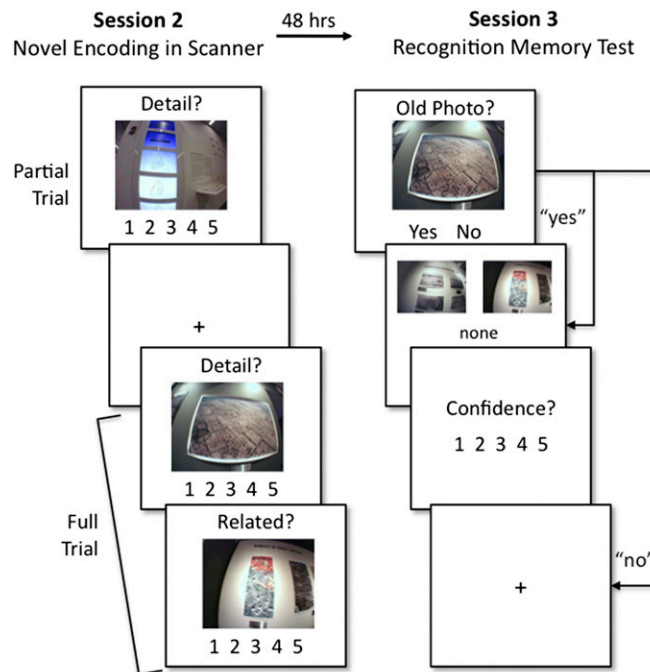 Session 2
48 hrs
Session 3
Novel Encoding in Scanner
Recognition Memory Test
Partial
Trial
Detail?
1 2 3 4 5
+
Full
Trial
Detail?
1 2 3 4 5
Related?
1 2 3 4 5
Old Photo?
Yes No
"yes"
none
Confidence?
1 2 3 4 5
+
"no"